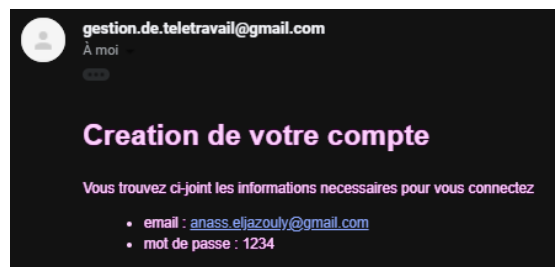 gestion.de.teletravail@gmail.com
À moi
Creation de votre compte
Vous trouvez ci-joint les informations necessaires pour vous connectez
• email : anass.eljazouly@gmail.com
• mot de passe : 1234